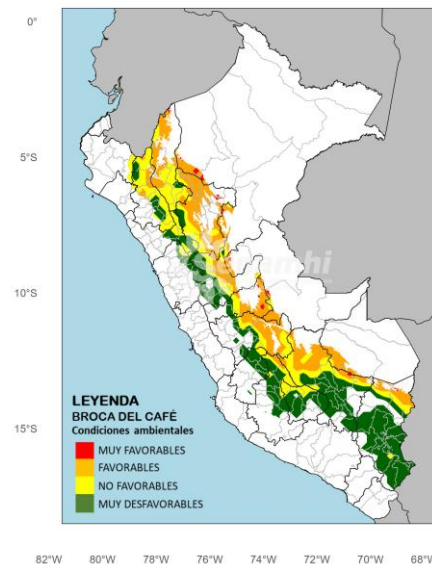 0°
5°S
10°S
15°S
senamhi
LEYENDA
BROCA DEL CAFÉ
Condiciones ambientales
MUY FAVORABLES
FAVORABLES
NO FAVORABLES
MUY DESFAVORABLES
82°W 80°W 78°W 76°W 74°W 72°W 70°W 68°W